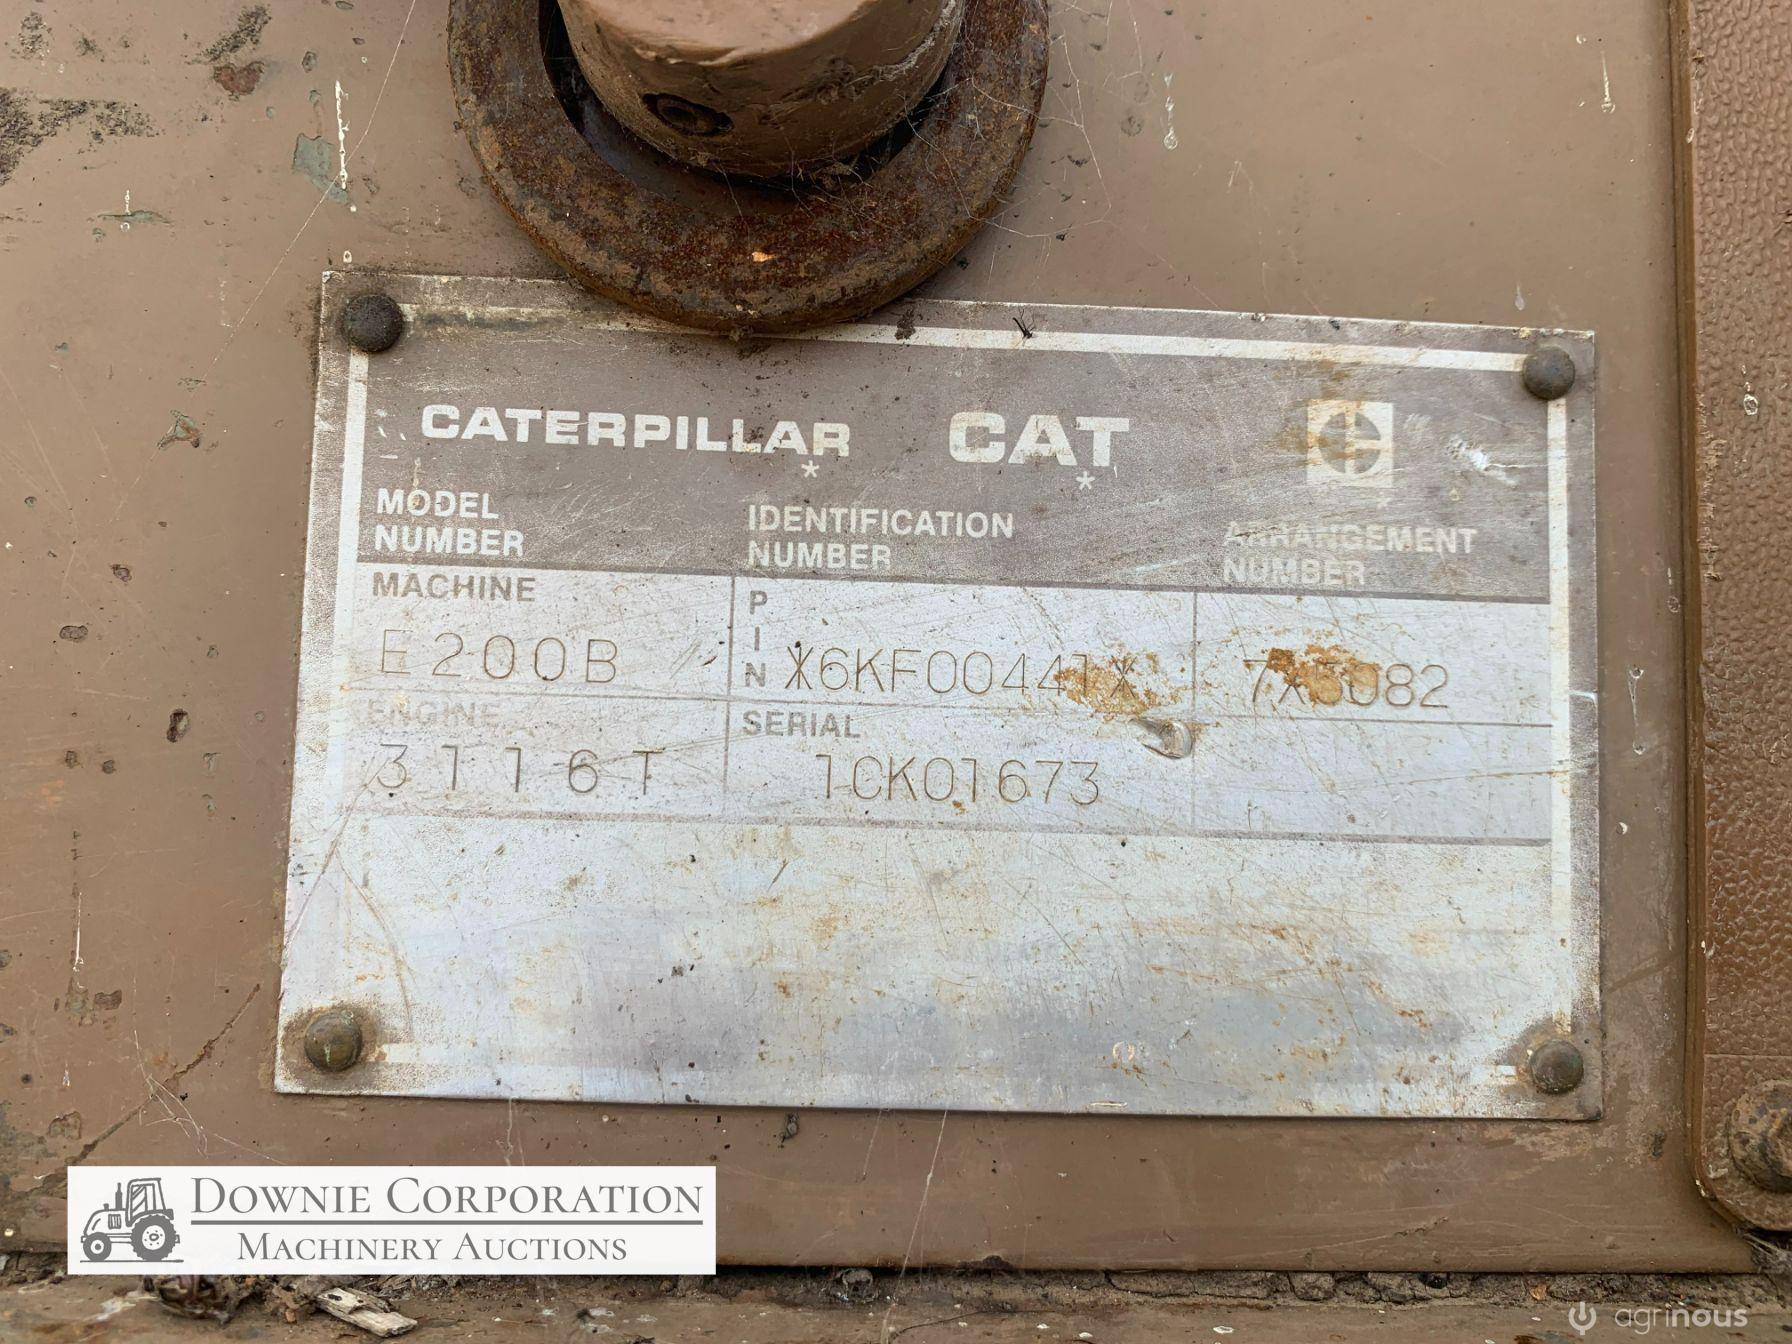 CATERPILLAR CAT
* *
MODEL NUMBER
IDENTIFICATION NUMBER
ARRANGEMENT NUMBER
MACHINE
E200B
PIN
X6KF00441X
ENGINE
3116T
SERIAL
1CK01673
DOWNIE CORPORATION
MACHINERY AUCTIONS
agrinous